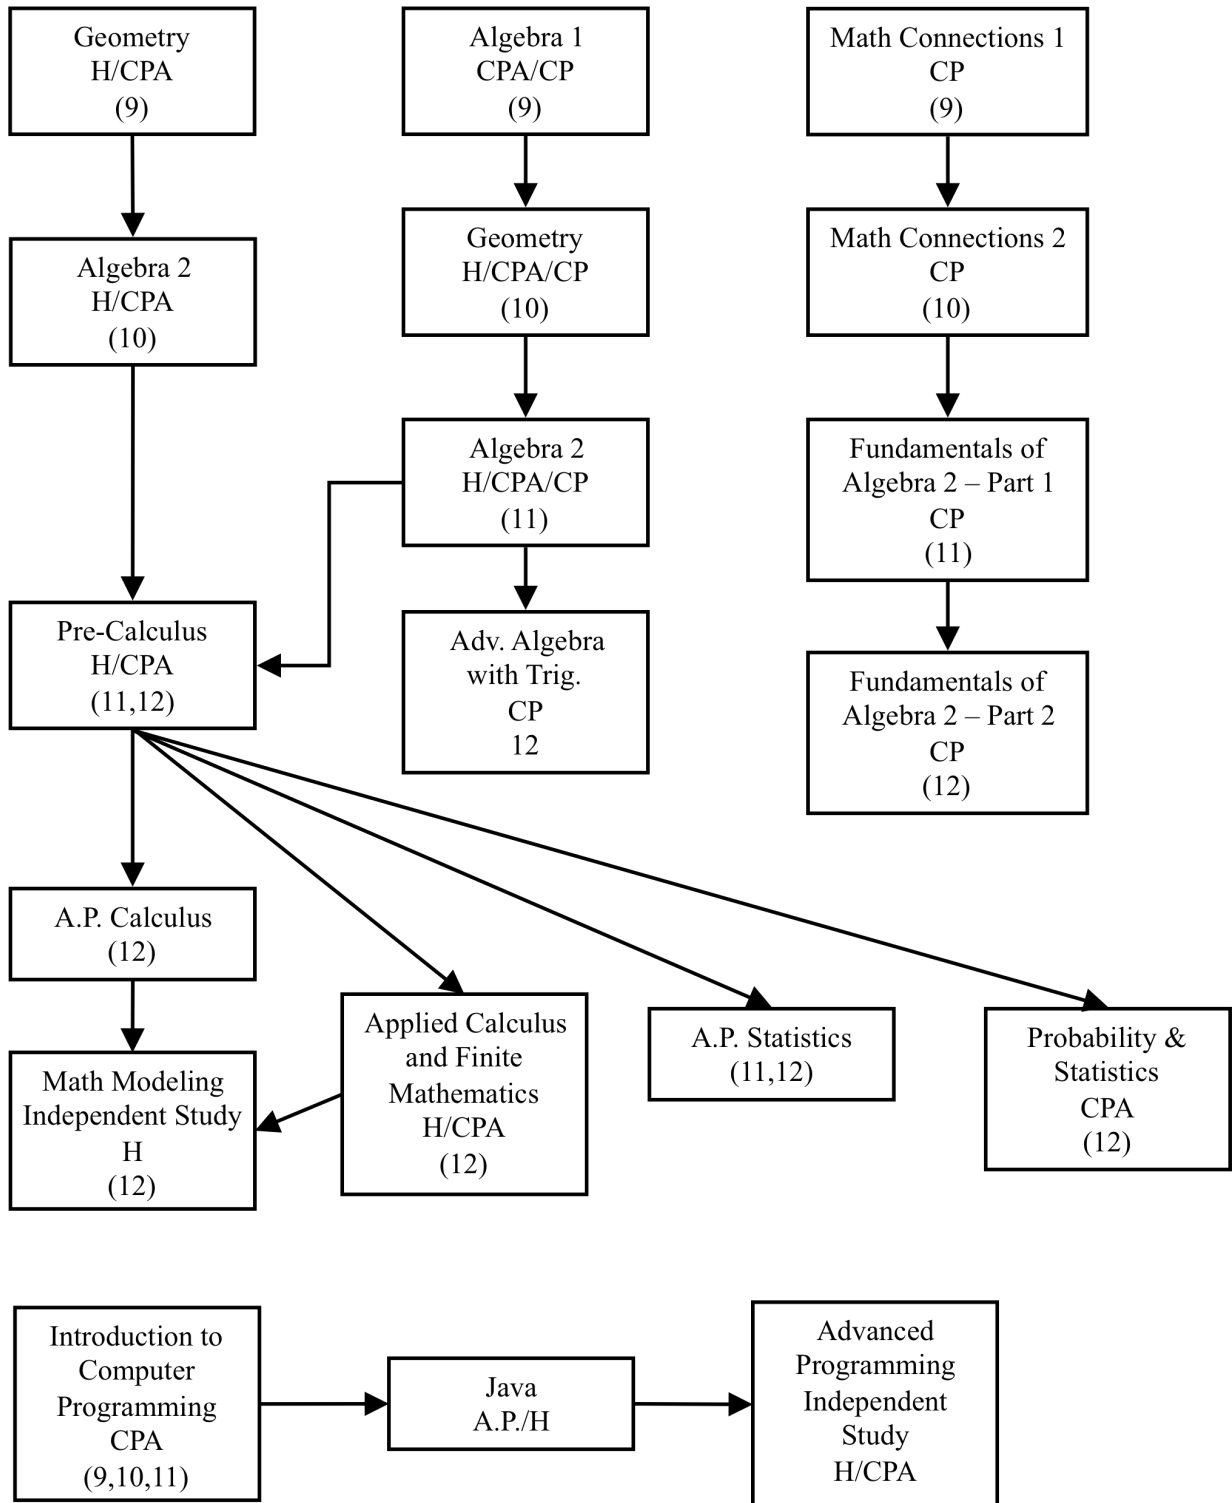 Geometry
H/CPA
(9)
Algebra 1
CPA/CP
(9)
Math Connections 1
CP
(9)
Algebra 2
H/CPA
(10)
Geometry
H/CPA/CP
(10)
Math Connections 2
CP
(10)
Algebra 2
H/CPA/CP
(11)
Fundamentals of
Algebra 2 – Part 1
CP
(11)
Pre-Calculus
H/CPA
(11,12)
Adv. Algebra
with Trig.
CP
12
Fundamentals of
Algebra 2 – Part 2
CP
(12)
A.P. Calculus
(12)
Math Modeling
Independent Study
H
(12)
Applied Calculus
and Finite
Mathematics
H/CPA
(12)
A.P. Statistics
(11,12)
Probability &
Statistics
CPA
(12)
Introduction to
Computer
Programming
CPA
(9,10,11)
Java
A.P./H
Advanced
Programming
Independent
Study
H/CPA